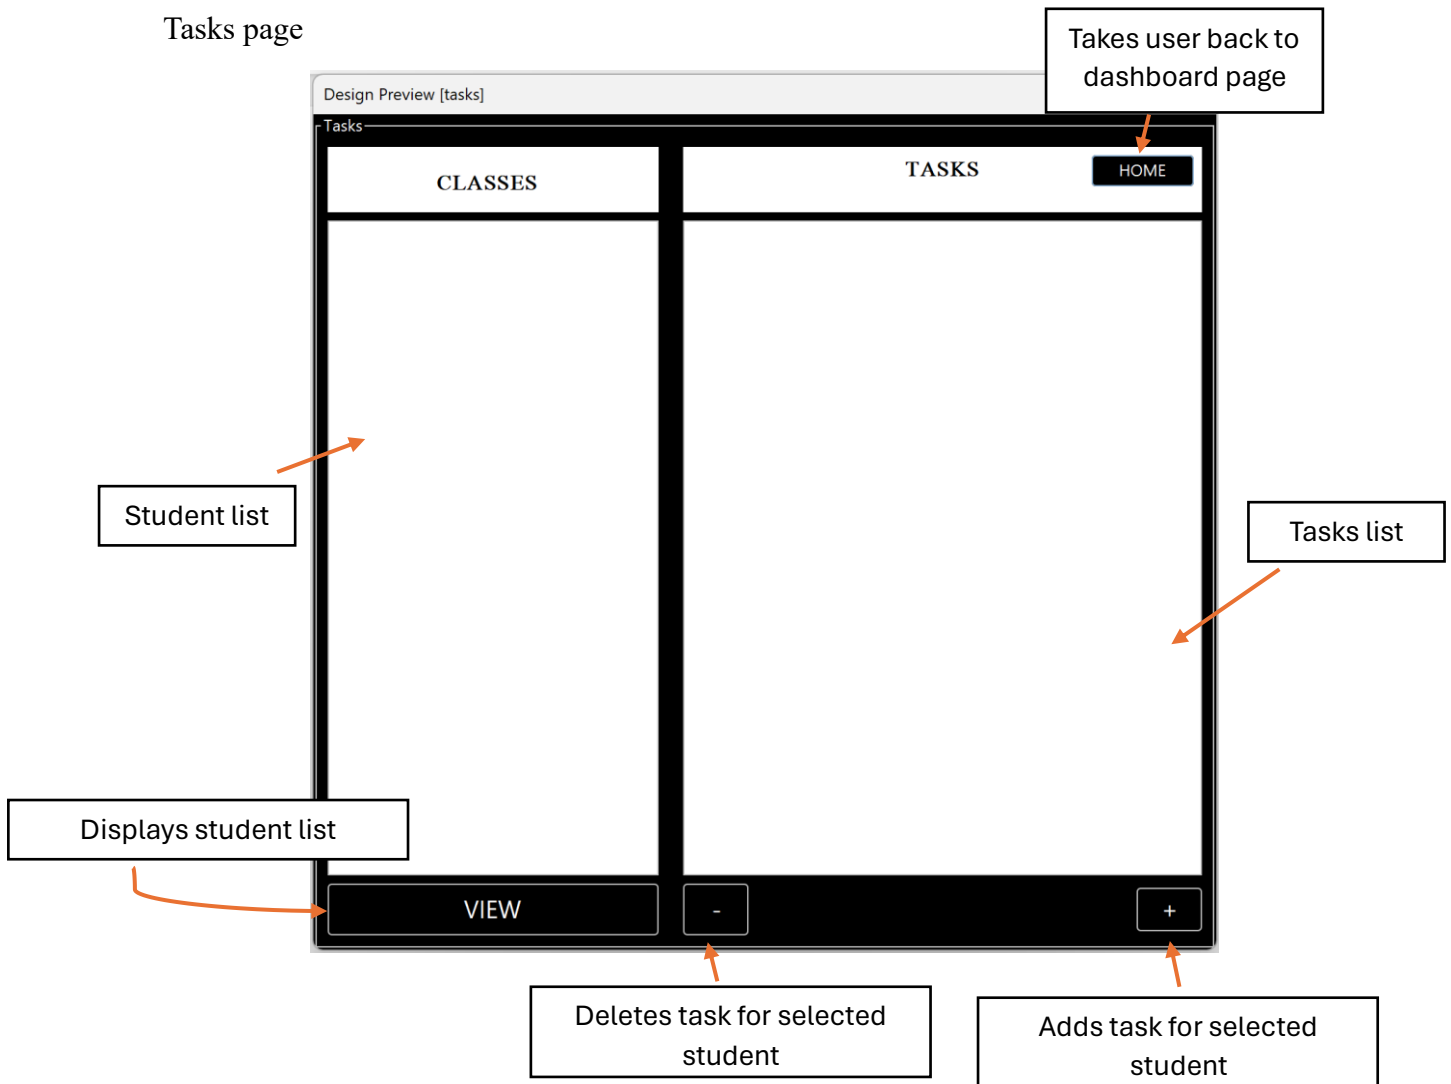 Tasks page
Takes user back to
dashboard page
Design Preview [tasks]
Tasks
CLASSES
TASKS
HOME
Student list
Tasks list
Displays student list
VIEW
-
+
Deletes task for selected
student
Adds task for selected
student